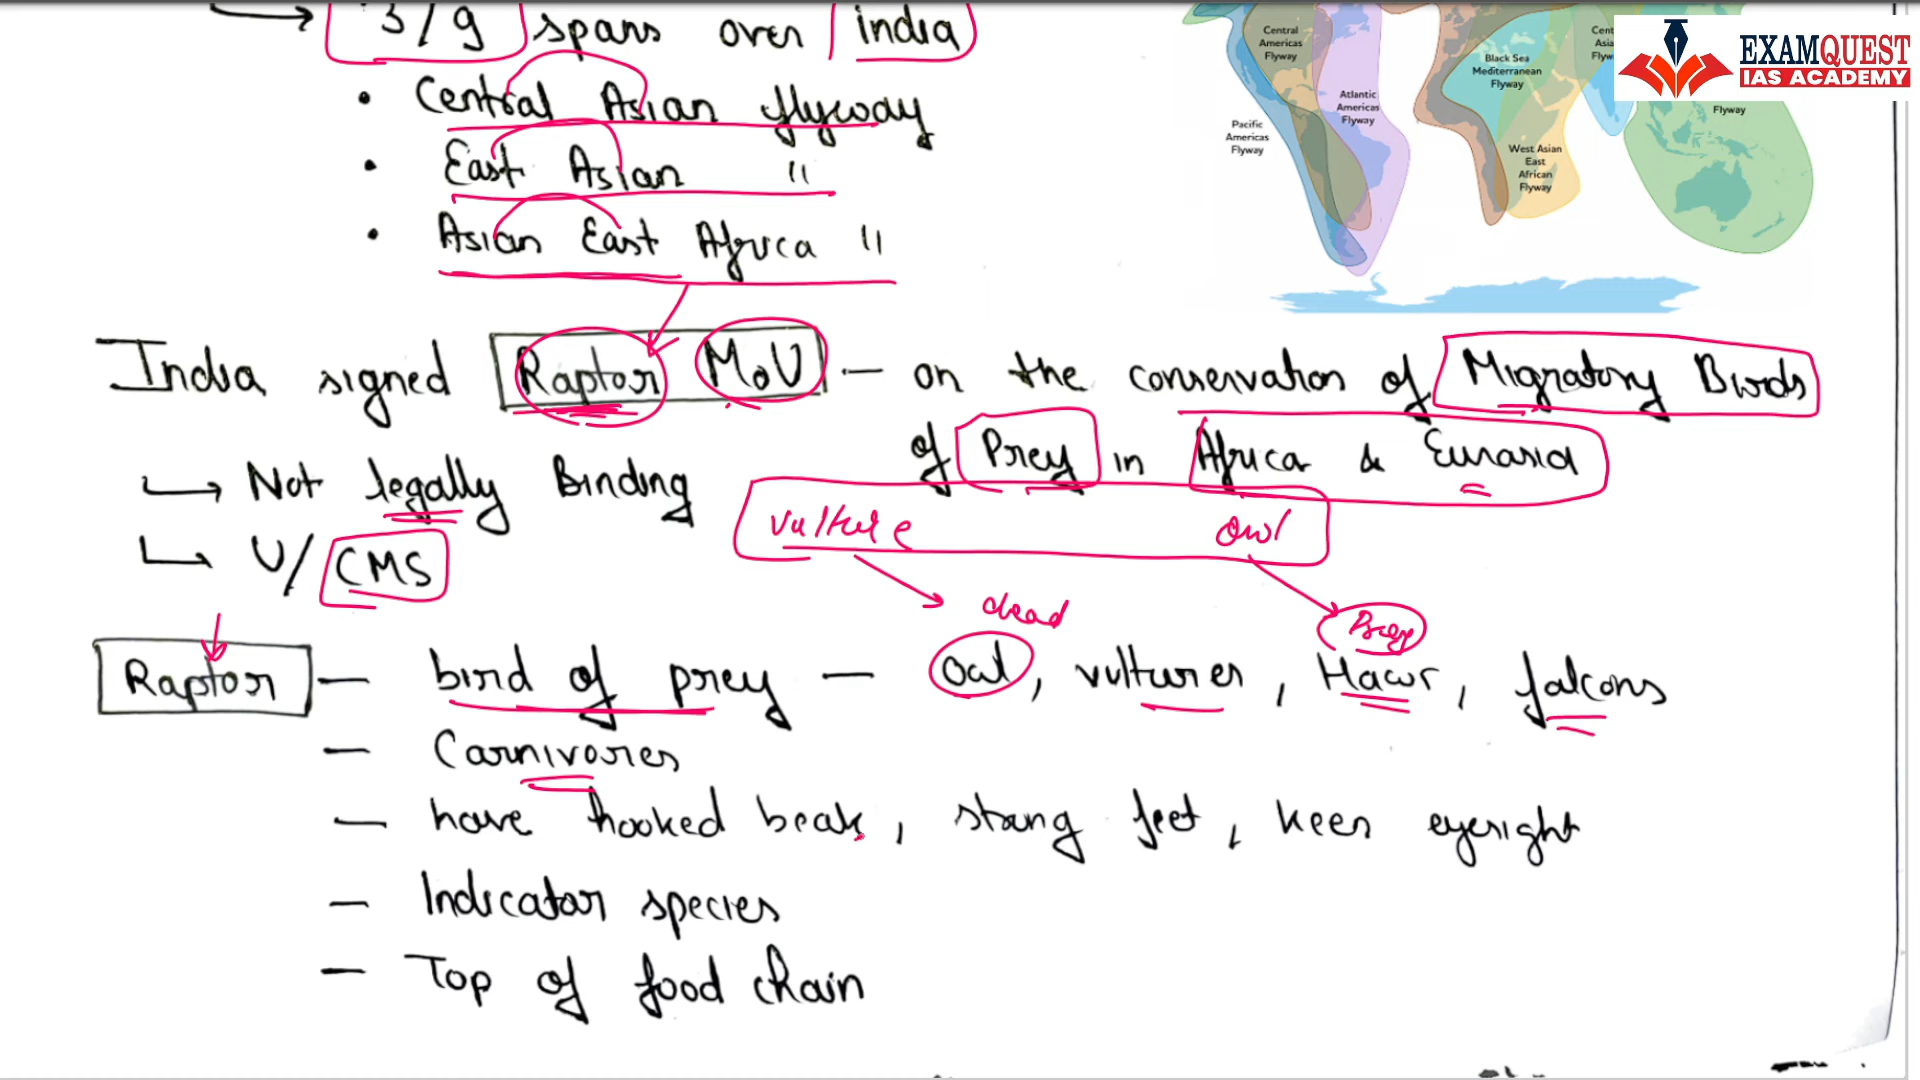 3/9 spans over india
• Central Asian flyway
• East Asian "
• Asian East Africa "
Central
Americas
Flyway
Pacific
Americas
Flyway
Atlantic
Americas
Flyway
Black Sea
Mediterranean
Flyway
West Asian
East
African
Flyway
Flyway
EXAMQUEST
IAS ACADEMY
India signed Raptor MoU - on the conservation of Migratory Birds
of Prey in Africa & Eurasia
→ Not legally Binding
→ U/CMS
vulture owl
dead
Prey
Raptor - bird of prey - Owl, vultures, Hawk, falcons
- Carnivores
- have hooked beak, strong feet, keen eyesight
- Indicator species
- Top of food chain